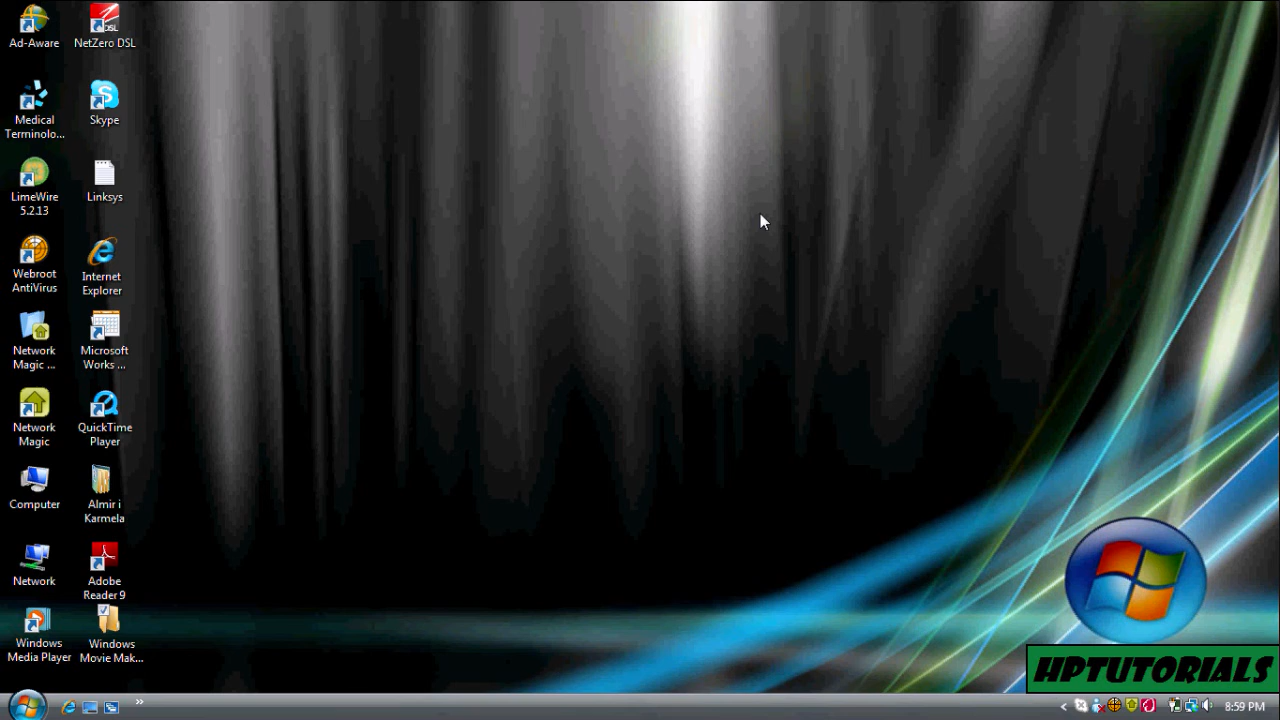 Ad-Aware
NetZero DSL
Medical
Terminolo...
Skype
LimeWire
5.2.13
Linksys
Webroot
AntiVirus
Internet
Explorer
Network
Magic ...
Microsoft
Works ...
Network
Magic
QuickTime
Player
Computer
Almir i
Karmela
Network
Adobe
Reader 9
Windows
Media Player
Windows
Movie Mak...
HPTUTORIALS
8:59 PM